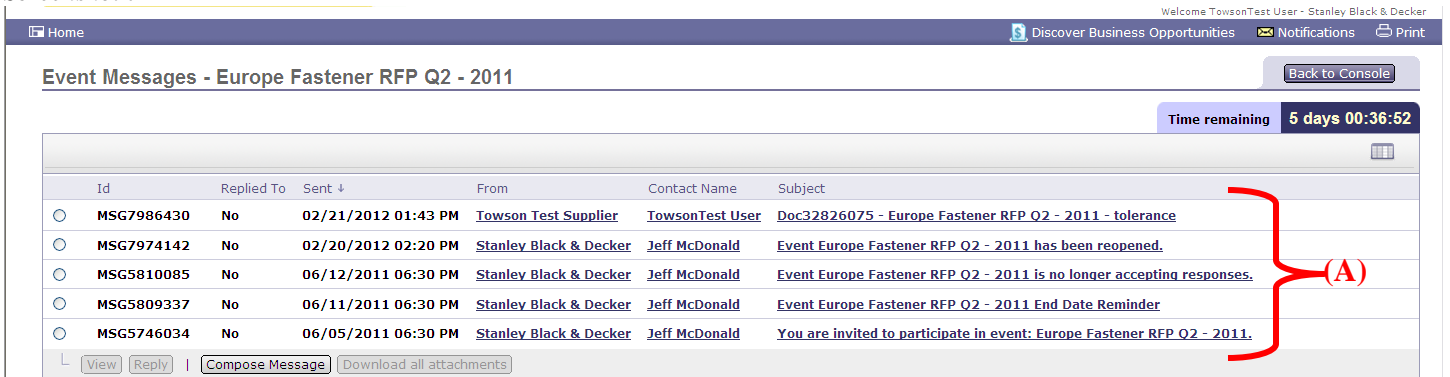 Welcome TowsonTest User - Stanley Black & Decker
Home Discover Business Opportunities Notifications Print
Event Messages - Europe Fastener RFP Q2 - 2011 Back to Console
Time remaining 5 days 00:36:52
Id Replied To Sent ↓ From Contact Name Subject
MSG7986430 No 02/21/2012 01:43 PM Towson Test Supplier TowsonTest User Doc32826075 - Europe Fastener RFP Q2 - 2011 - tolerance
MSG7974142 No 02/20/2012 02:20 PM Stanley Black & Decker Jeff McDonald Event Europe Fastener RFP Q2 - 2011 has been reopened.
MSG5810085 No 06/12/2011 06:30 PM Stanley Black & Decker Jeff McDonald Event Europe Fastener RFP Q2 - 2011 is no longer accepting responses. (A)
MSG5809337 No 06/11/2011 06:30 PM Stanley Black & Decker Jeff McDonald Event Europe Fastener RFP Q2 - 2011 End Date Reminder
MSG5746034 No 06/05/2011 06:30 PM Stanley Black & Decker Jeff McDonald You are invited to participate in event: Europe Fastener RFP Q2 - 2011.
View Reply | Compose Message Download all attachments